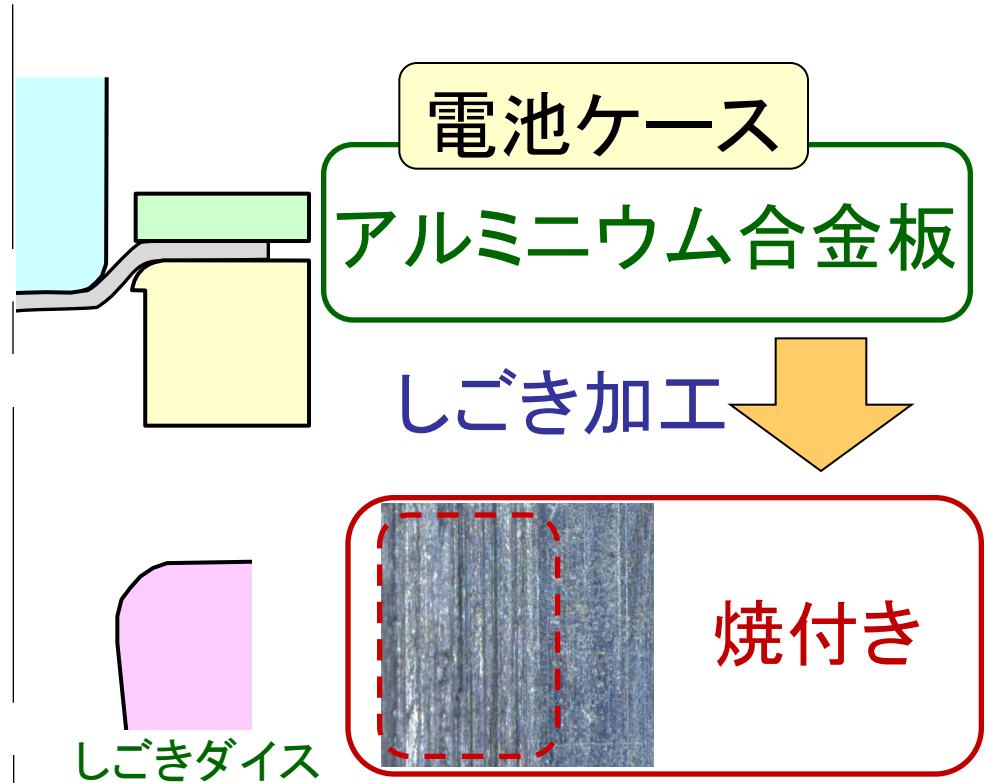 電池ケース
アルミニウム合金板
しごき加工
焼付き
しごきダイス